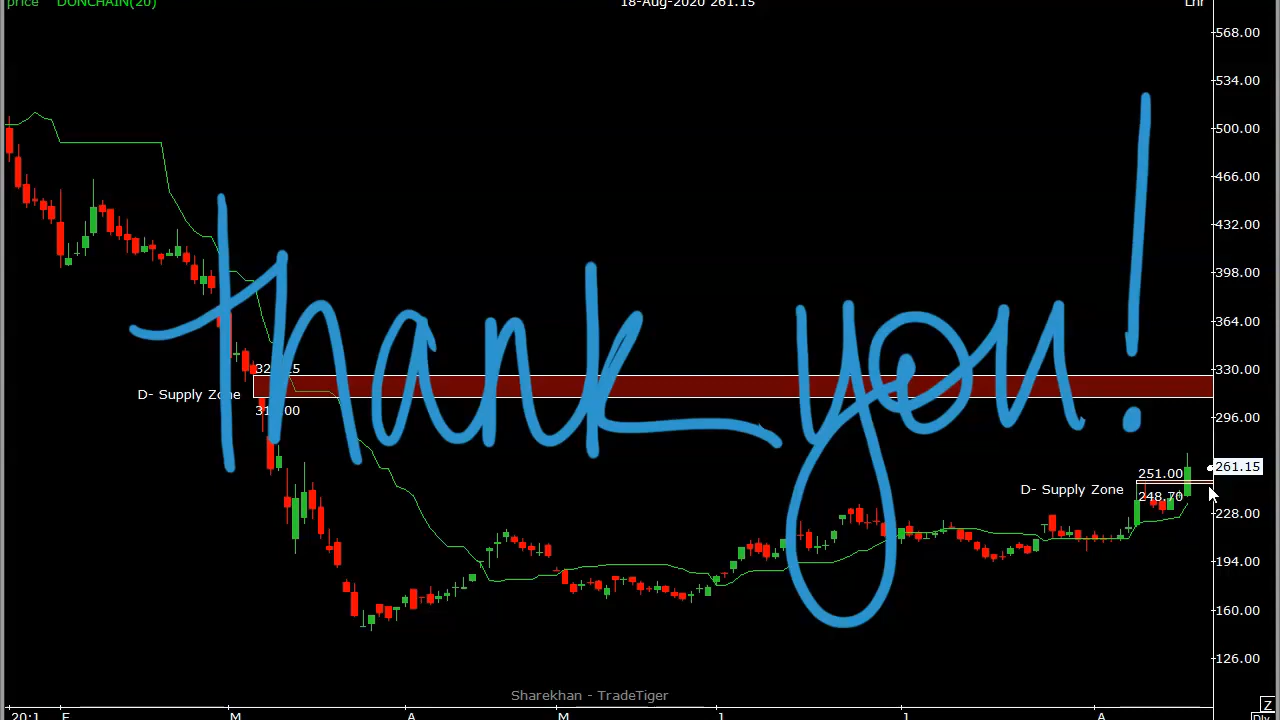 price DONCHAIN(20) 18-Aug-2020 261.15
568.00
534.00
500.00
466.00
432.00
398.00
364.00
thank you!
330.00
D- Supply Zone
296.00
261.15
251.00
D- Supply Zone
248.70
228.00
194.00
160.00
126.00
Sharekhan - TradeTiger
M A M J J A
Z